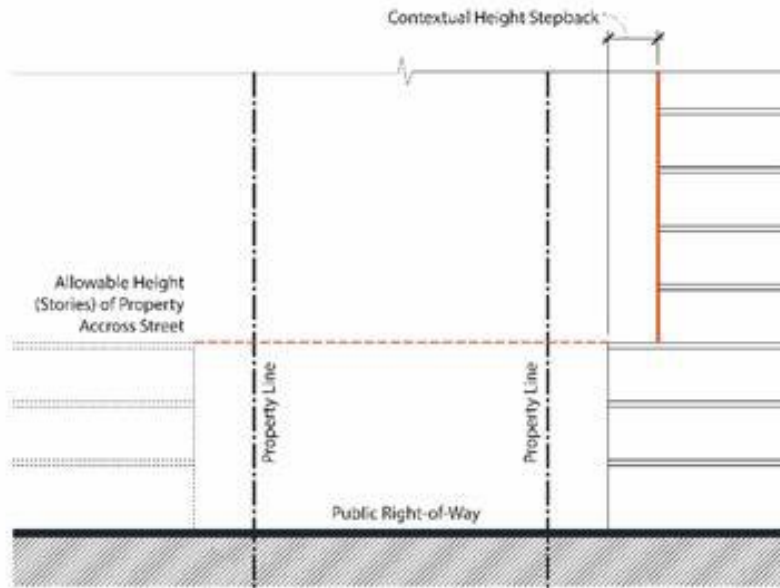 Contextual Height Stepback
Allowable Height
(Stories) of Property
Accross Street
Property Line
Property Line
Public Right-of-Way